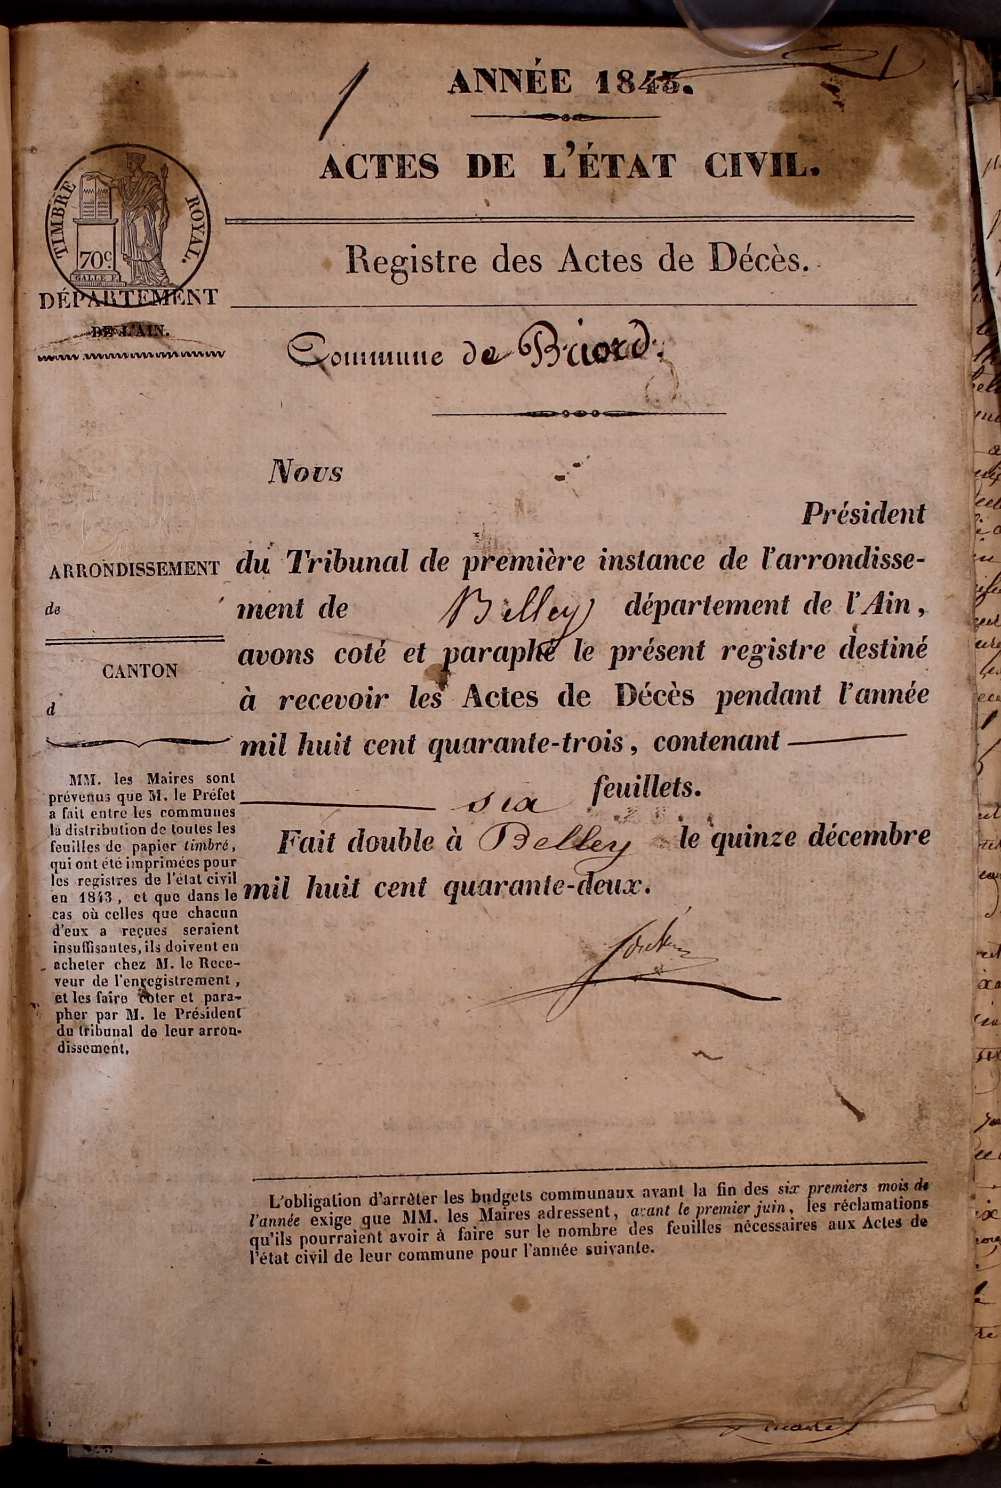 1
ANNÉE 1843.
1
ACTES DE L'ÉTAT CIVIL.
TIMBRE ROYAL.
70c
GALLE F.
DÉPARTEMENT
DE L'AIN.
Registre des Actes de Décès.
Commune de Briord.
Nous
Président
du Tribunal de première instance de l'arrondisse-
ment de Belley département de l'Ain,
avons coté et paraphé le présent registre destiné
à recevoir les Actes de Décès pendant l'année
mil huit cent quarante-trois, contenant
six feuillets.
Fait double à Belley le quinze décembre
mil huit cent quarante-deux.
ARRONDISSEMENT
de
CANTON
d
MM. les Maires sont
prévenus que M. le Préfet
a fait entre les communes
la distribution de toutes les
feuilles de papier timbré,
qui ont été imprimées pour
les registres de l'état civil
en 1843, et que dans le
cas où celles que chacun
d'eux a reçues seraient
insuffisantes, ils doivent en
acheter chez M. le Rece-
veur de l'enregistrement,
et les faire coter et para-
pher par M. le Président
du tribunal de leur arron-
dissement.
L'obligation d'arrêter les budgets communaux avant la fin des six premiers mois de
l'année exige que MM. les Maires adressent, avant le premier juin, les réclamations
qu'ils pourraient avoir à faire sur le nombre des feuilles nécessaires aux Actes de
l'état civil de leur commune pour l'année suivante.